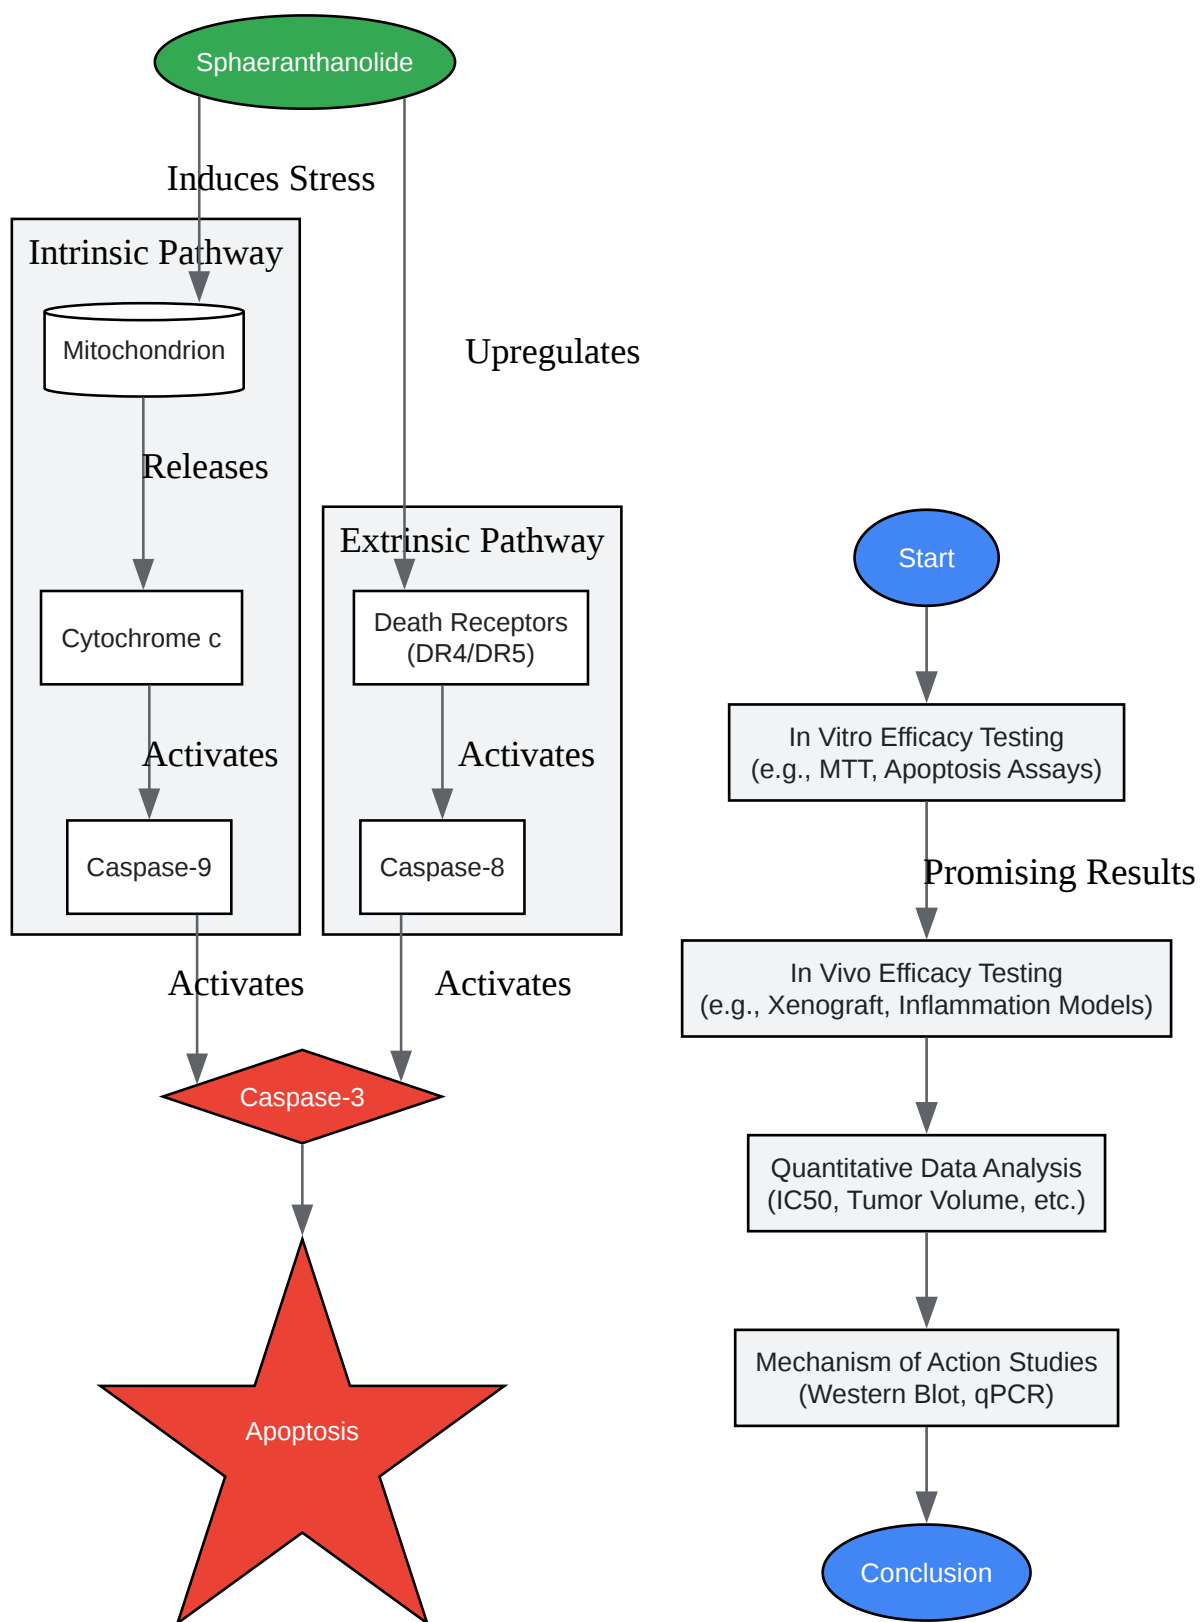 Sphaeranthanolide
Induces Stress
Intrinsic Pathway
Mitochondrion
Upregulates
Releases
Extrinsic Pathway
Cytochrome c
Death Receptors
(DR4/DR5)
Activates
Activates
Caspase-9
Caspase-8
Activates
Activates
Caspase-3
Apoptosis
Start
In Vitro Efficacy Testing
(e.g., MTT, Apoptosis Assays)
Promising Results
In Vivo Efficacy Testing
(e.g., Xenograft, Inflammation Models)
Quantitative Data Analysis
(IC50, Tumor Volume, etc.)
Mechanism of Action Studies
(Western Blot, qPCR)
Conclusion